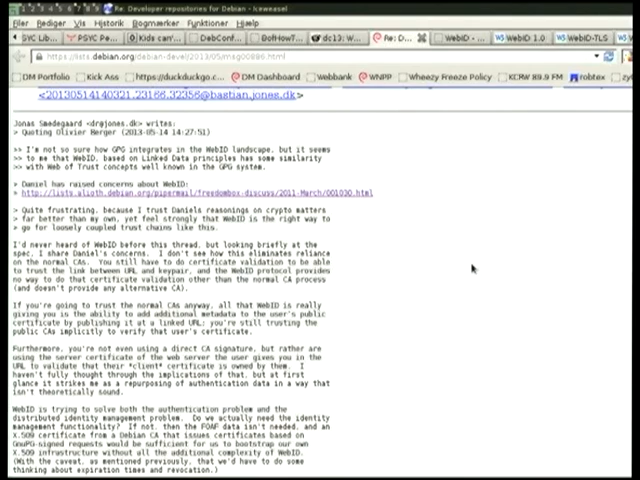 Re: Developer repositories for Debian - Iceweasel
Filer Rediger Vis Historik Bogmærker Fanegrupper Værktøjer Hjælp
SYC Lib... PSYC Pe... Kids can'... DebConf... BofHowT... dc13: W... Re: D... WebID - ... WebID 1.0 WebID-TLS
https://lists.debian.org/debian-devel/2013/05/msg00886.html
DM Portfolio Kick Ass https://duckduckgo.c... DM Dashboard Webbank WNPP Wheezy Freeze Policy KCRW 89.9 FM robtex
<20130514140321.23166.32356@bastian.jones.dk>
Jonas Smedegaard <dr@jones.dk> writes:
> Quoting Olivier Berger (2013-05-14 14:27:51)
>> I'm not so sure how GPG integrates in the WebID landscape, but it seems
>> to me that WebID, based on Linked Data principles has some similarity
>> with Web of Trust concepts well known in the GPG system.
> Daniel has raised concerns about WebID:
> http://lists.alioth.debian.org/pipermail/freedombox-discuss/2011-March/001030.html
> Quite frustrating, because I trust Daniels reasonings on crypto matters
> far better than my own, yet feel strongly that WebID is the right way to
> go for loosely coupled trust chains like this.
I'd never heard of WebID before this thread, but looking briefly at the
spec, I share Daniel's concerns. I don't see how this eliminates reliance
on the normal CAs. You still have to do certificate validation to be able
to trust the link between URL and keypair, and the WebID protocol provides
no way to do that certificate validation other than the normal CA process
(and doesn't provide any alternative CA).
If you're going to trust the normal CAs anyway, all that WebID is really
giving you is the ability to add additional metadata to the user's public
certificate by publishing it at a linked URL; you're still trusting the
public CAs implicitly to verify that user's certificate.
Furthermore, you're not even using a direct CA signature, but rather are
using the server certificate of the web server the user gives you in the
URL to validate that their *client* certificate is owned by them. I
haven't fully thought through the implications of that, but at first
glance it strikes me as a repurposing of authentication data in a way that
isn't theoretically sound.
WebID is trying to solve both the authentication problem and the
distributed identity management problem. Do we actually need the identity
management functionality? If not, then the FOAF data isn't needed, and an
X.509 certificate from a Debian CA that issues certificates based on
GnuPG-signed requests would be sufficient for us to bootstrap our own
X.509 infrastructure without all the additional complexity of WebID.
(With the caveat, as mentioned previously, that we'd have to do some
thinking about expiration times and revocation.)